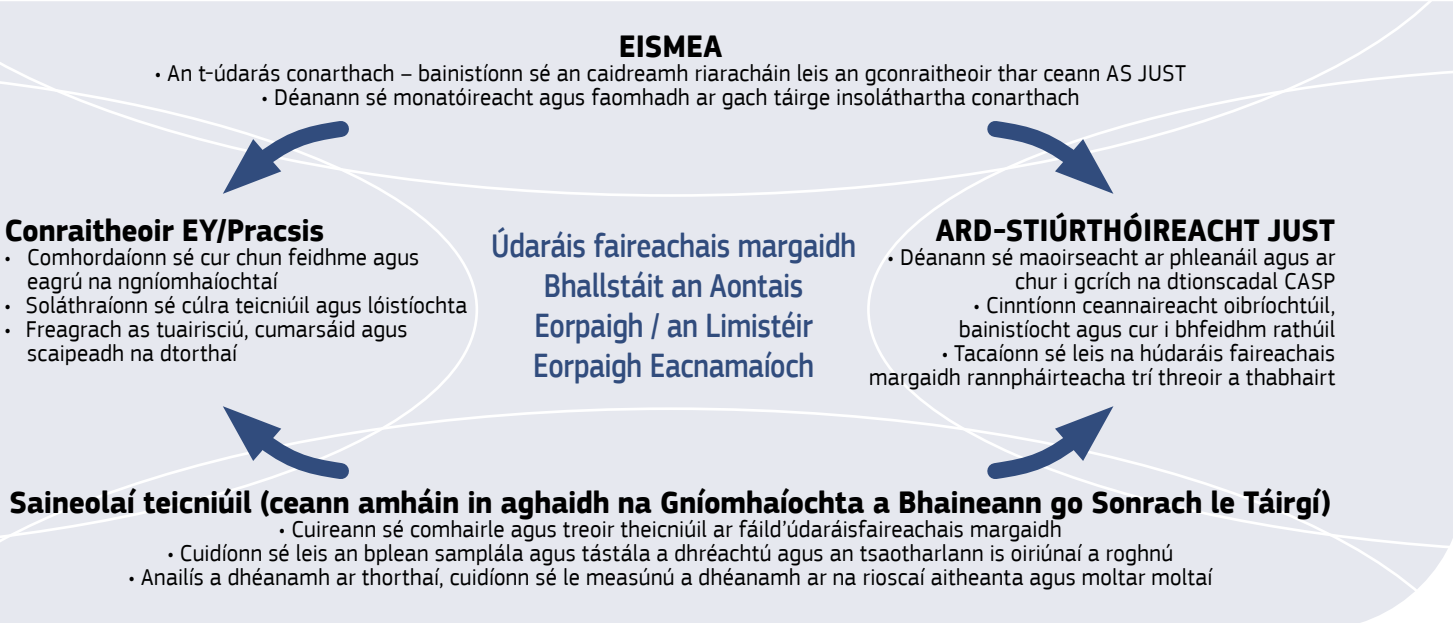 EISMEA
• An t-údarás conarthach – bainistíonn sé an caidreamh riaracháin leis an gconraitheoir thar ceann AS JUST
• Déanann sé monatóireacht agus faomhadh ar gach táirge insoláthartha conarthach
Conraitheoir EY/Pracsis
• Comhordaíonn sé cur chun feidhme agus
eagrú na ngníomhaíochtaí
• Soláthraíonn sé cúlra teicniúil agus lóistíochta
• Freagrach as tuairisciú, cumarsáid agus
scaipeadh na dtorthaí
Údaráis faireachais margaidh
Bhallstáit an Aontais
Eorpaigh / an Limistéir
Eorpaigh Eacnamaíoch
ARD-STIÚRTHÓIREACHT JUST
• Déanann sé maoirseacht ar phleanáil agus ar
chur i gcrích na dtionscadal CASP
• Cinntíonn ceannaireacht oibríochtúil,
bainistíocht agus cur i bhfeidhm rathúil
• Tacaíonn sé leis na húdaráis faireachais
margaidh rannpháirteacha trí threoir a thabhairt
Saineolaí teicniúil (ceann amháin in aghaidh na Gníomhaíochta a Bhaineann go Sonrach le Táirgí)
• Cuireann sé comhairle agus treoir theicniúil ar fáild’údaráisfaireachais margaidh
• Cuidíonn sé leis an bplean samplála agus tástála a dhréachtú agus an tsaotharlann is oiriúnaí a roghnú
• Anailís a dhéanamh ar thorthaí, cuidíonn sé le measúnú a dhéanamh ar na rioscaí aitheanta agus moltar moltaí